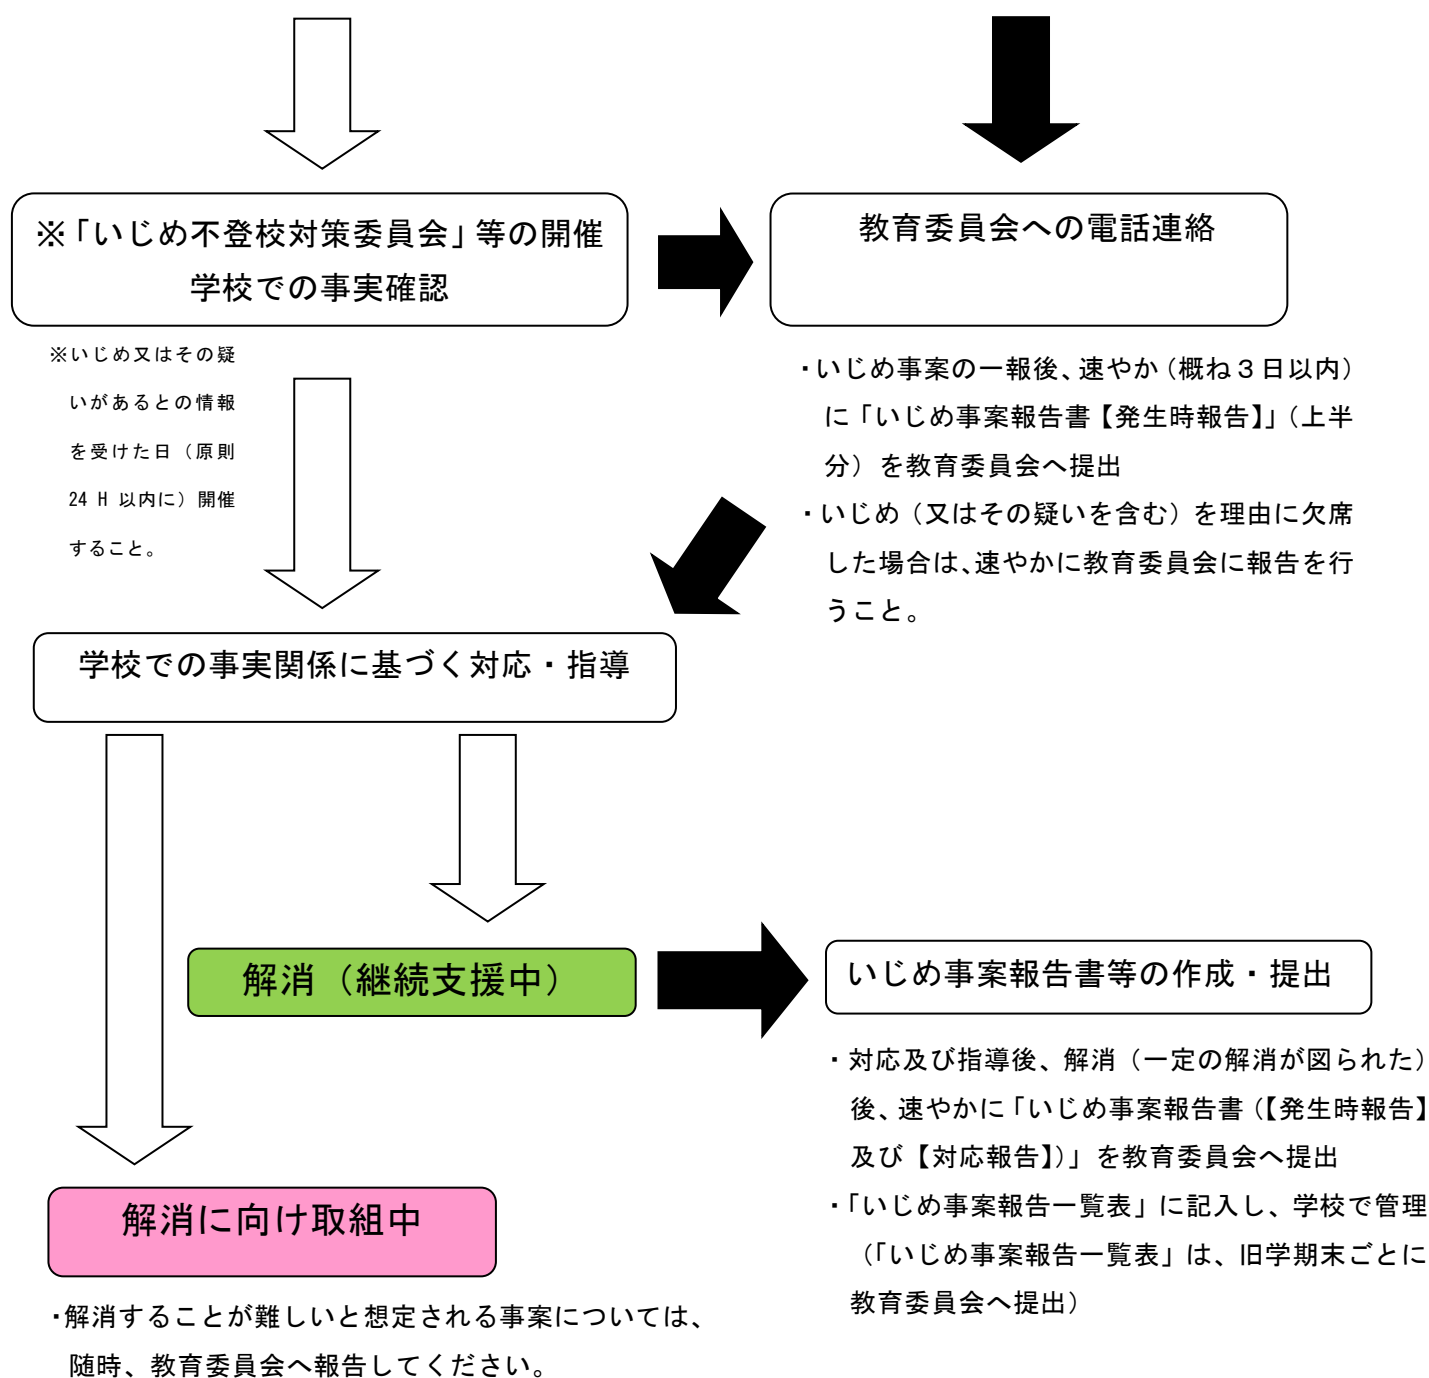 ※「いじめ不登校対策委員会」等の開催
学校での事実確認
教育委員会への電話連絡
※いじめ又はその疑
いがあるとの情報
を受けた日（原則
24 H 以内に）開催
すること。
・いじめ事案の一報後、速やか（概ね３日以内）
に「いじめ事案報告書【発生時報告】」（上半
分）を教育委員会へ提出
・いじめ（又はその疑いを含む）を理由に欠席
した場合は、速やかに教育委員会に報告を行
うこと。
学校での事実関係に基づく対応・指導
解消（継続支援中）
いじめ事案報告書等の作成・提出
・対応及び指導後、解消（一定の解消が図られた）
後、速やかに「いじめ事案報告書（【発生時報告】
及び【対応報告】）」を教育委員会へ提出
・「いじめ事案報告一覧表」に記入し、学校で管理
（「いじめ事案報告一覧表」は、旧学期末ごとに
教育委員会へ提出）
解消に向け取組中
・解消することが難しいと想定される事案については、
随時、教育委員会へ報告してください。